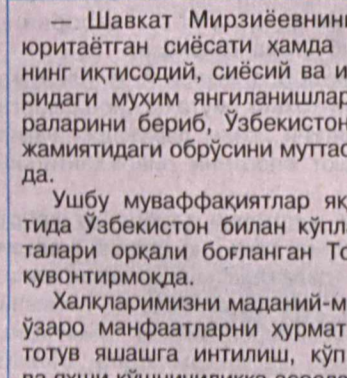 — Шавкат Мирзиёевнин
юритаётган сиёсати ҳамда
нинг иқтисодий, сиёсий ва и
ридаги муҳим янгиланишлар
раларини бериб, Ўзбекистон
жамиятидаги обрўсини муттас
да.
Ушбу муваффақиятлар яқ
тида Ўзбекистон билан кўпл
талари орқали боғланган То
қувонтирмоқда.
Халқларимизни маданий-м
ўзаро манфаатларни ҳурмат
тотув яшашга интилиш, кўп